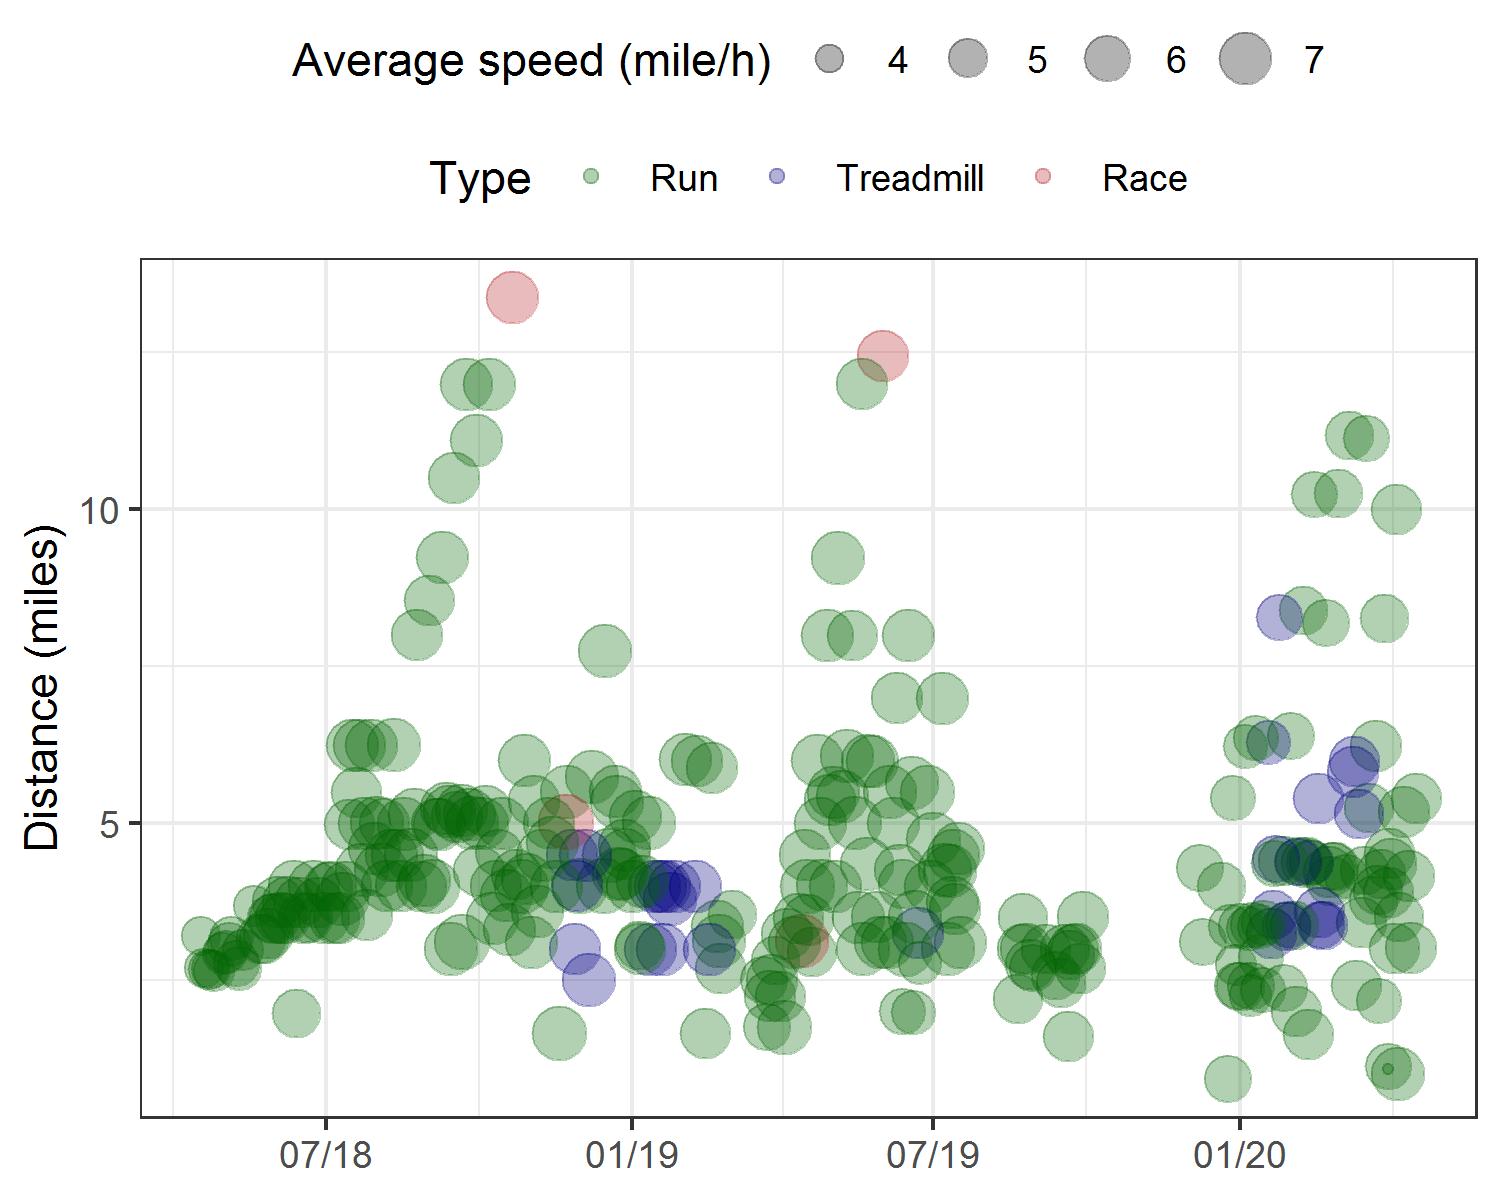 Average speed (mile/h) 4 5 6 7
Type Run Treadmill Race
Distance (miles)
10
5
07/18 01/19 07/19 01/20